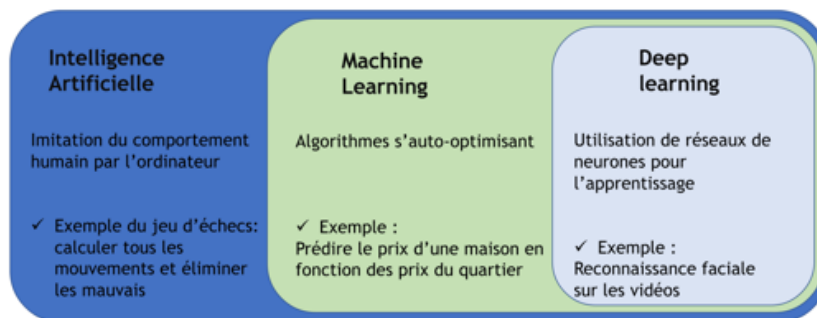 Intelligence
Artificielle
Imitation du comportement
humain par l'ordinateur
✓ Exemple du jeu d'échecs:
calculer tous les
mouvements et éliminer
les mauvais
Machine
Learning
Algorithmes s'auto-optimisant
✓ Exemple :
Prédire le prix d'une maison en
fonction des prix du quartier
Deep
learning
Utilisation de réseaux de
neurones pour
l'apprentissage
✓ Exemple :
Reconnaissance faciale
sur les vidéos